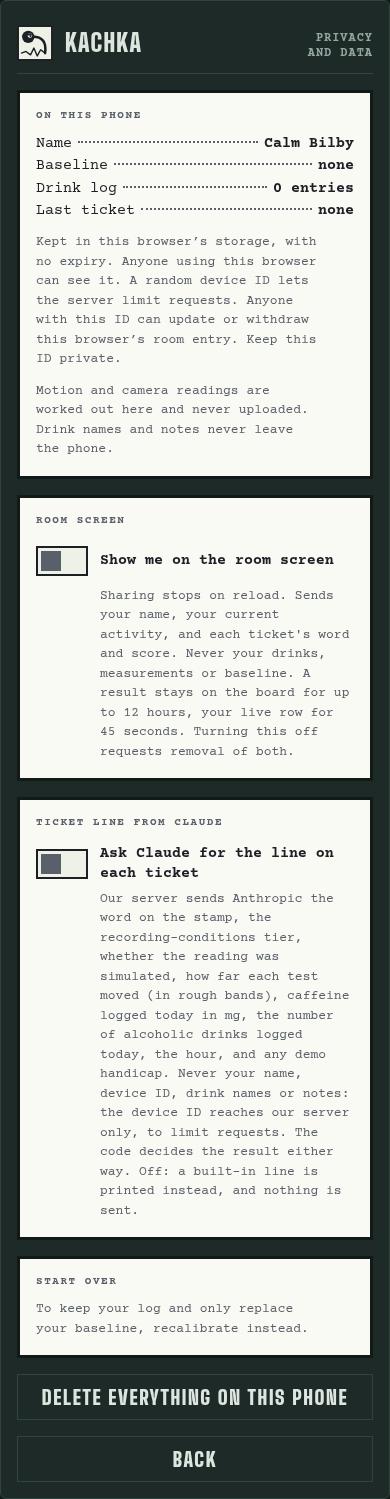 KACHKA
PRIVACY
AND DATA
ON THIS PHONE
Name Calm Bilby
Baseline none
Drink log 0 entries
Last ticket none
Kept in this browser’s storage, with
no expiry. Anyone using this browser
can see it. A random device ID lets
the server limit requests. Anyone
with this ID can update or withdraw
this browser’s room entry. Keep this
ID private.
Motion and camera readings are
worked out here and never uploaded.
Drink names and notes never leave
the phone.
ROOM SCREEN
Show me on the room screen
Sharing stops on reload. Sends
your name, your current
activity, and each ticket's word
and score. Never your drinks,
measurements or baseline. A
result stays on the board for up
to 12 hours, your live row for
45 seconds. Turning this off
requests removal of both.
TICKET LINE FROM CLAUDE
Ask Claude for the line on
each ticket
Our server sends Anthropic the
word on the stamp, the
recording-conditions tier,
whether the reading was
simulated, how far each test
moved (in rough bands), caffeine
logged today in mg, the number
of alcoholic drinks logged
today, the hour, and any demo
handicap. Never your name,
device ID, drink names or notes:
the device ID reaches our server
only, to limit requests. The
code decides the result either
way. Off: a built-in line is
printed instead, and nothing is
sent.
START OVER
To keep your log and only replace
your baseline, recalibrate instead.
DELETE EVERYTHING ON THIS PHONE
BACK